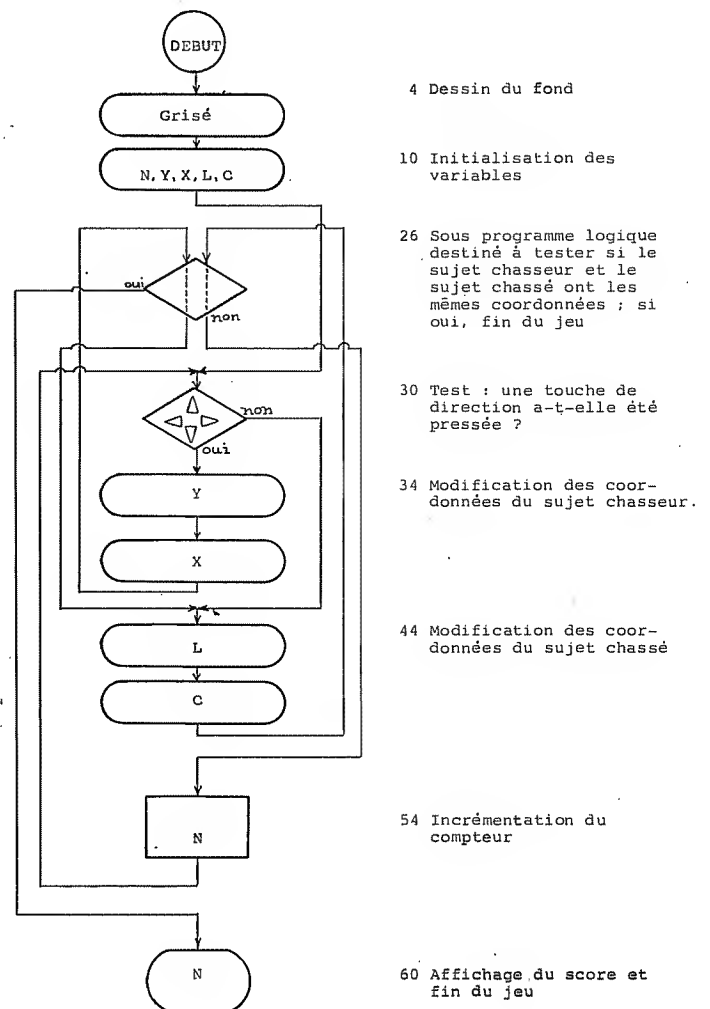 DEBUT
4 Dessin du fond
Grisé
N, Y, X, L, C
10 Initialisation des
variables
26 Sous programme logique
destiné à tester si le
sujet chasseur et le
sujet chassé ont les
mêmes coordonnées ; si
oui, fin du jeu
oui
non
30 Test : une touche de
direction a-t-elle été
pressée ?
non
oui
34 Modification des coor-
données du sujet chasseur.
Y
X
44 Modification des coor-
données du sujet chassé
L
C
54 Incrémentation du
compteur
N
60 Affichage du score et
fin du jeu
N